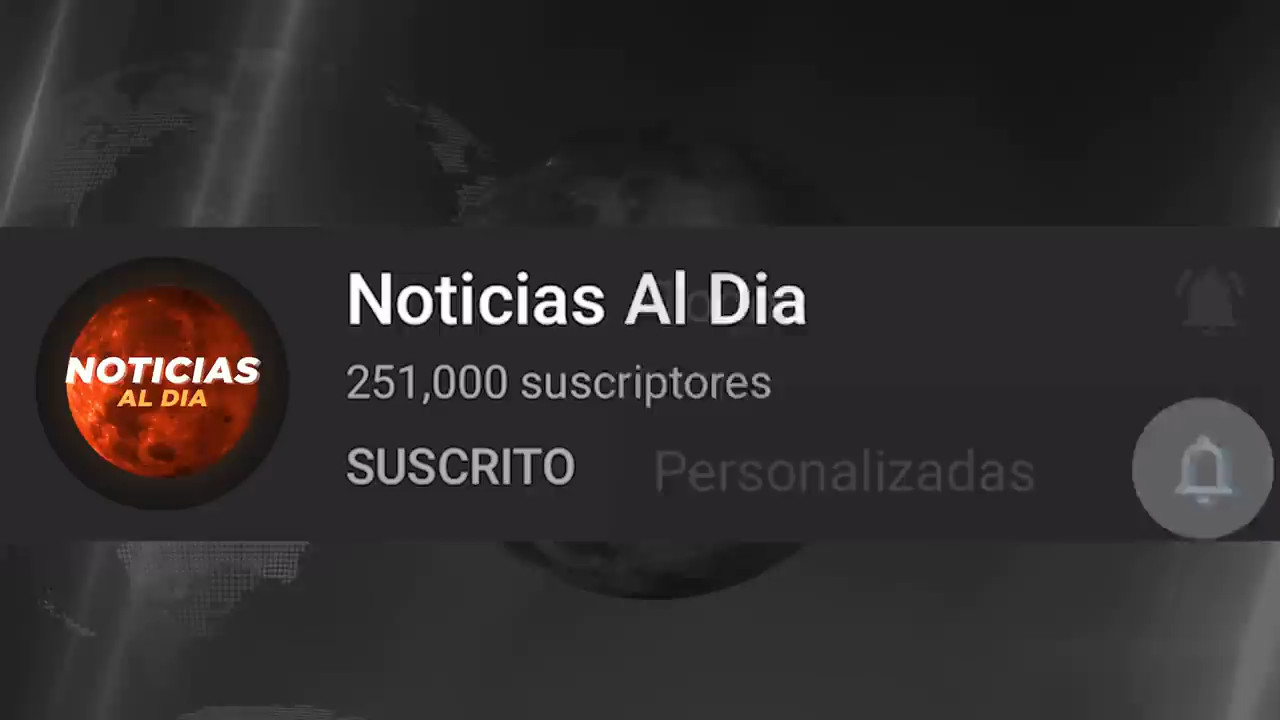 NOTICIAS
AL DIA
Noticias Al Dia
251,000 suscriptores
SUSCRITO
Personalizadas